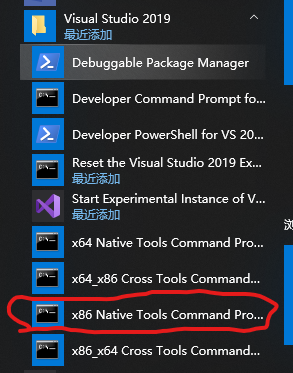 Visual Studio 2019
最近添加
Debuggable Package Manager
Developer Command Prompt fo...
Developer PowerShell for VS 20...
Reset the Visual Studio 2019 Ex...
最近添加
Start Experimental Instance of V...
最近添加
x64 Native Tools Command Pro...
x64_x86 Cross Tools Command...
x86 Native Tools Command Pro...
x86_x64 Cross Tools Command...